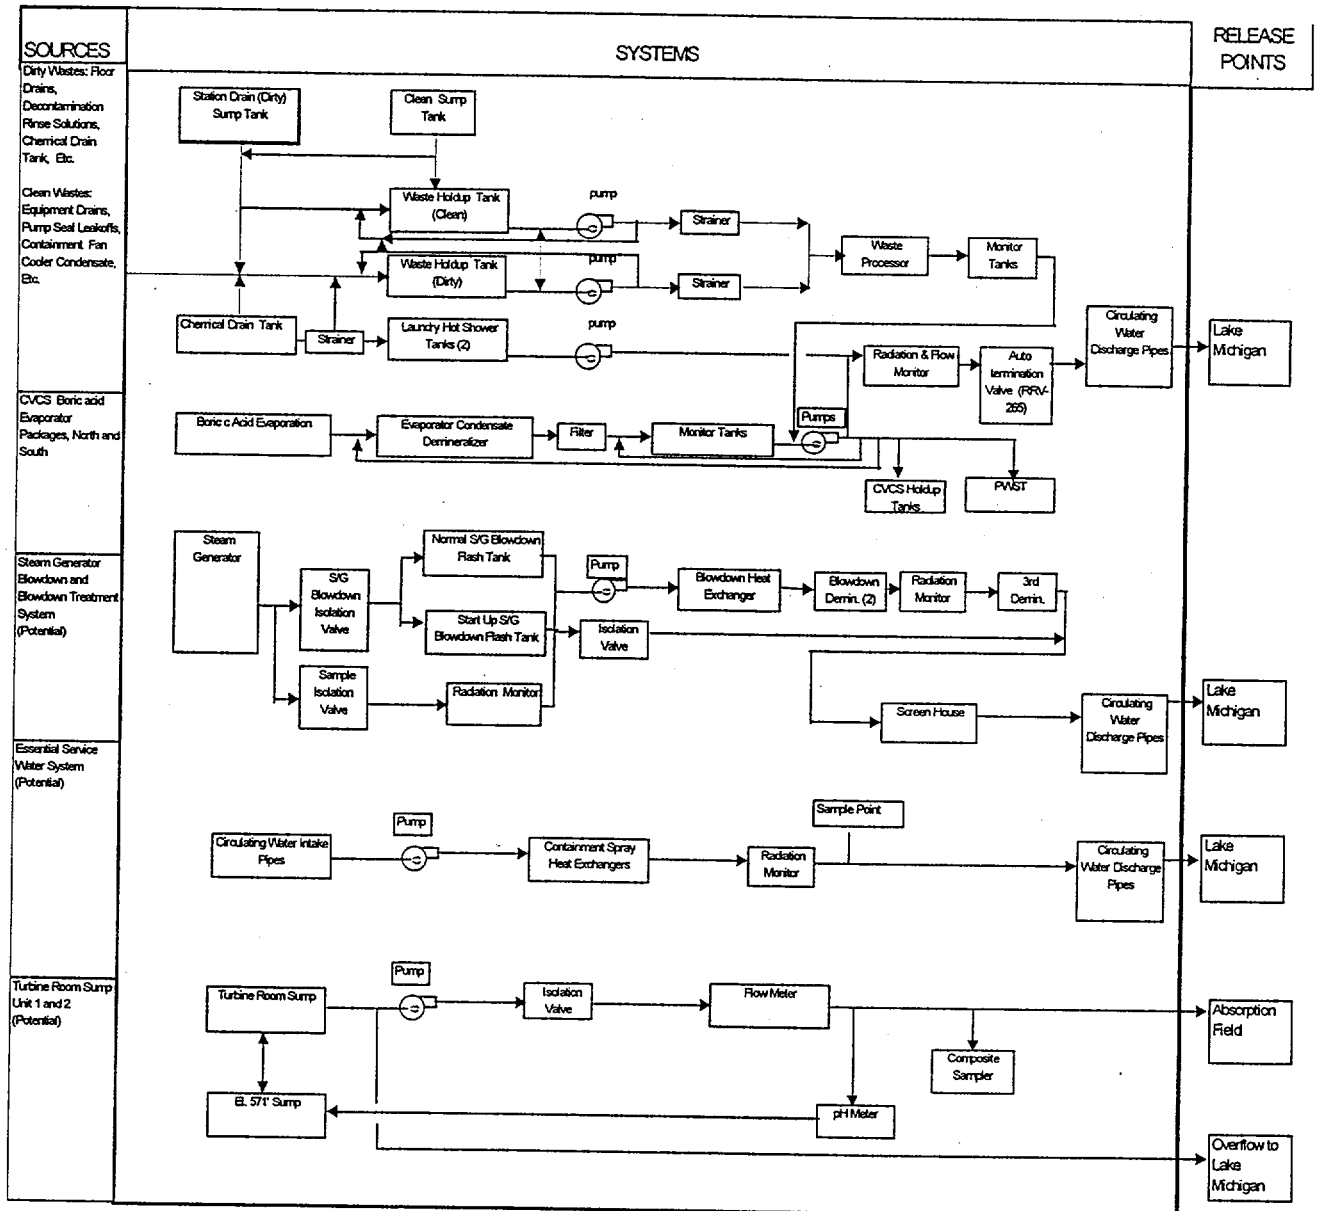 SOURCES
SYSTEMS
RELEASE
POINTS
Dirty Wastes: Floor
Drains,
Decontamination
Rinse Solutions,
Chemical Drain
Tank, Etc.
Clean Wastes:
Equipment Drains,
Pump Seal Leakoffs,
Containment Fan
Cooler Condensate,
Etc.
Station Drain (Dirty)
Sump Tank
Clean Sump
Tank
Waste Holdup Tank
(Clean)
pump
Strainer
Waste Holdup Tank
(Dirty)
pump
Strainer
Waste
Processor
Monitor
Tanks
Chemical Drain Tank
Strainer
Laundry Hot Shower
Tanks (2)
pump
Radiation & Flow
Monitor
Auto
termination
Valve (RRV-
265)
Circulating
Water
Discharge Pipes
Lake
Michigan
CVCS Boric acid
Evaporator
Packages, North and
South
Boric c Acid Evaporation
Evaporator Condensate
Demineralizer
Filter
Monitor Tanks
Pumps
CVCS Holdup
Tanks
PWST
Steam Generator
Blowdown and
Blowdown Treatment
System
(Potential)
Steam
Generator
S/G
Blowdown
Isolation
Valve
Normal S/G Blowdown
Flash Tank
Start Up S/G
Blowdown Flash Tank
Sample
Isolation
Valve
Radiation Monitor
Pump
Isolation
Valve
Blowdown Heat
Exchanger
Blowdown
Demin. (2)
Radiation
Monitor
3rd
Demin.
Screen House
Circulating
Water
Discharge Pipes
Lake
Michigan
Essential Service
Water System
(Potential)
Circulating Water Intake
Pipes
Pump
Containment Spray
Heat Exchangers
Radiation
Monitor
Sample Point
Circulating
Water Discharge
Pipes
Lake
Michigan
Turbine Room Sump
Unit 1 and 2
(Potential)
Turbine Room Sump
Pump
Isolation
Valve
Flow Meter
Absorption
Field
Composite
Sampler
EL 571' Sump
pH Meter
Overflow to
Lake
Michigan